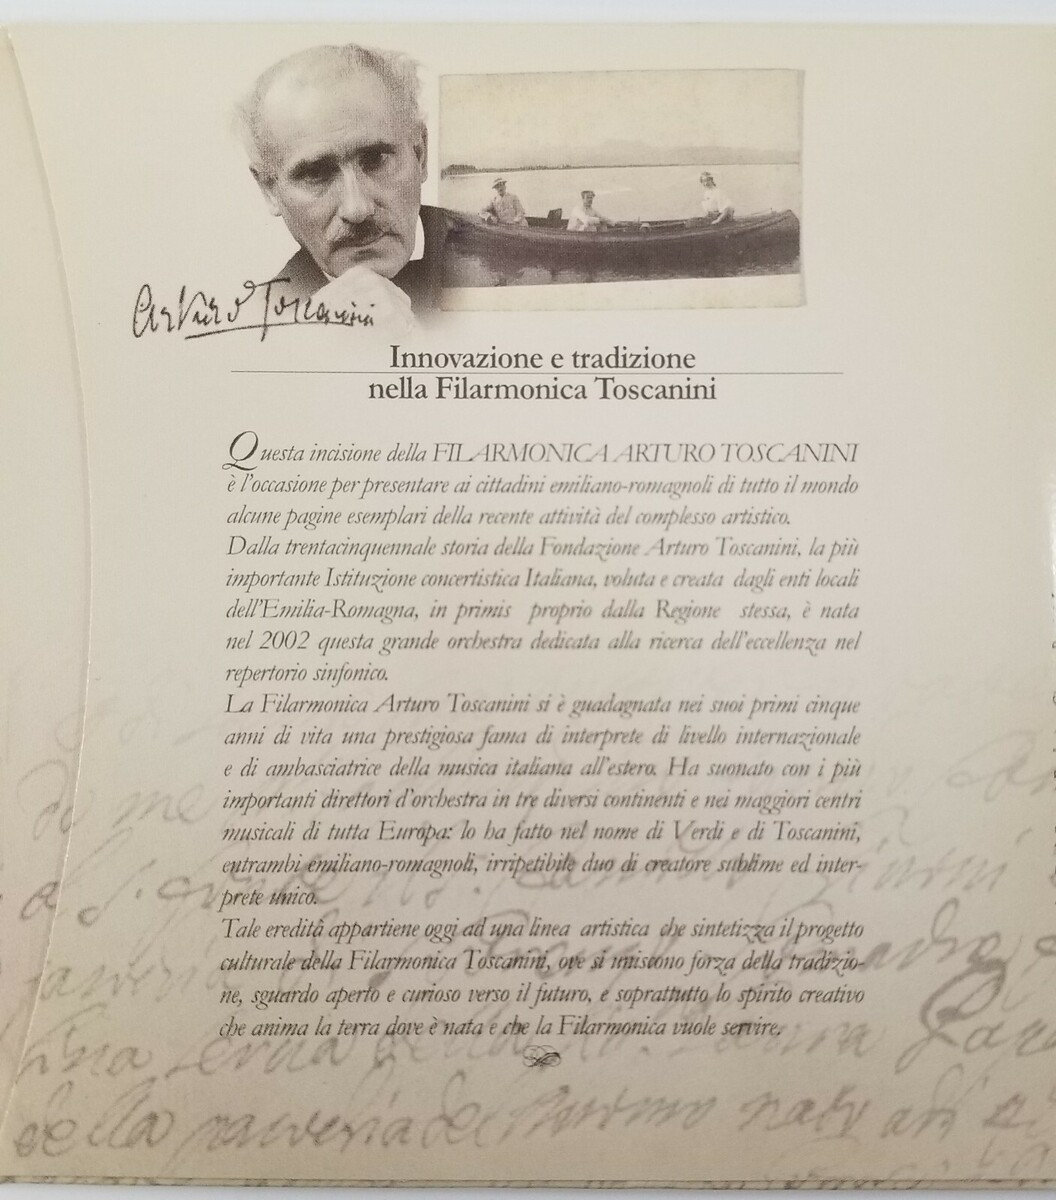 Arturo Toscanini
Innovazione e tradizione
nella Filarmonica Toscanini
Questa incisione della FILARMONICA ARTURO TOSCANINI
è l'occasione per presentare ai cittadini emiliano-romagnoli di tutto il mondo
alcune pagine esemplari della recente attività del complesso artistico.
Dalla trentacinquennale storia della Fondazione Arturo Toscanini, la più
importante Istituzione concertistica Italiana, voluta e creata dagli enti locali
dell'Emilia-Romagna, in primis proprio dalla Regione stessa, è nata
nel 2002 questa grande orchestra dedicata alla ricerca dell'eccellenza nel
repertorio sinfonico.
La Filarmonica Arturo Toscanini si è guadagnata nei suoi primi cinque
anni di vita una prestigiosa fama di interprete di livello internazionale
e di ambasciatrice della musica italiana all'estero. Ha suonato con i più
importanti direttori d'orchestra in tre diversi continenti e nei maggiori centri
musicali di tutta Europa: lo ha fatto nel nome di Verdi e di Toscanini,
entrambi emiliano-romagnoli, irripetibile duo di creatore sublime ed inter-
prete unico.
Tale eredità appartiene oggi ad una linea artistica che sintetizza il progetto
culturale della Filarmonica Toscanini, ove si uniscono forza della tradizio-
ne, sguardo aperto e curioso verso il futuro, e soprattutto lo spirito creativo
che anima la terra dove è nata e che la Filarmonica vuole servire.
della